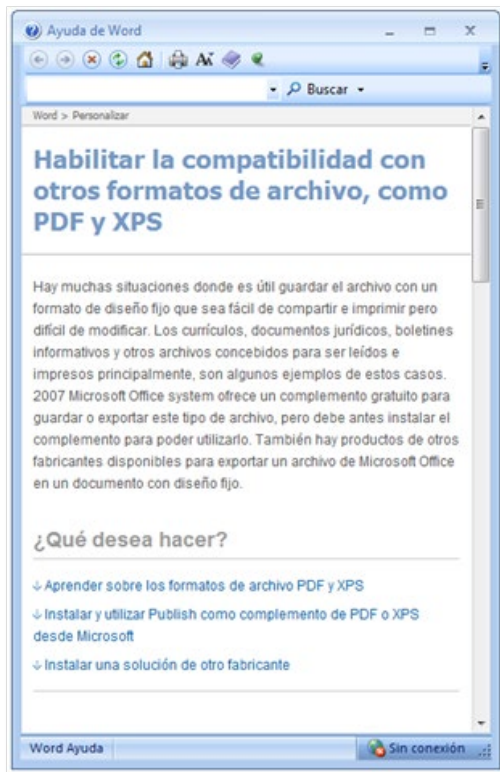 Ayuda de Word
Buscar
Word > Personalizar
Habilitar la compatibilidad con
otros formatos de archivo, como
PDF y XPS
Hay muchas situaciones donde es útil guardar el archivo con un
formato de diseño fijo que sea fácil de compartir e imprimir pero
difícil de modificar. Los currículos, documentos jurídicos, boletines
informativos y otros archivos concebidos para ser leídos e
impresos principalmente, son algunos ejemplos de estos casos.
2007 Microsoft Office system ofrece un complemento gratuito para
guardar o exportar este tipo de archivo, pero debe antes instalar el
complemento para poder utilizarlo. También hay productos de otros
fabricantes disponibles para exportar un archivo de Microsoft Office
en un documento con diseño fijo.
¿Qué desea hacer?
Aprender sobre los formatos de archivo PDF y XPS
Instalar y utilizar Publish como complemento de PDF o XPS
desde Microsoft
Instalar una solución de otro fabricante
Word Ayuda
Sin conexión